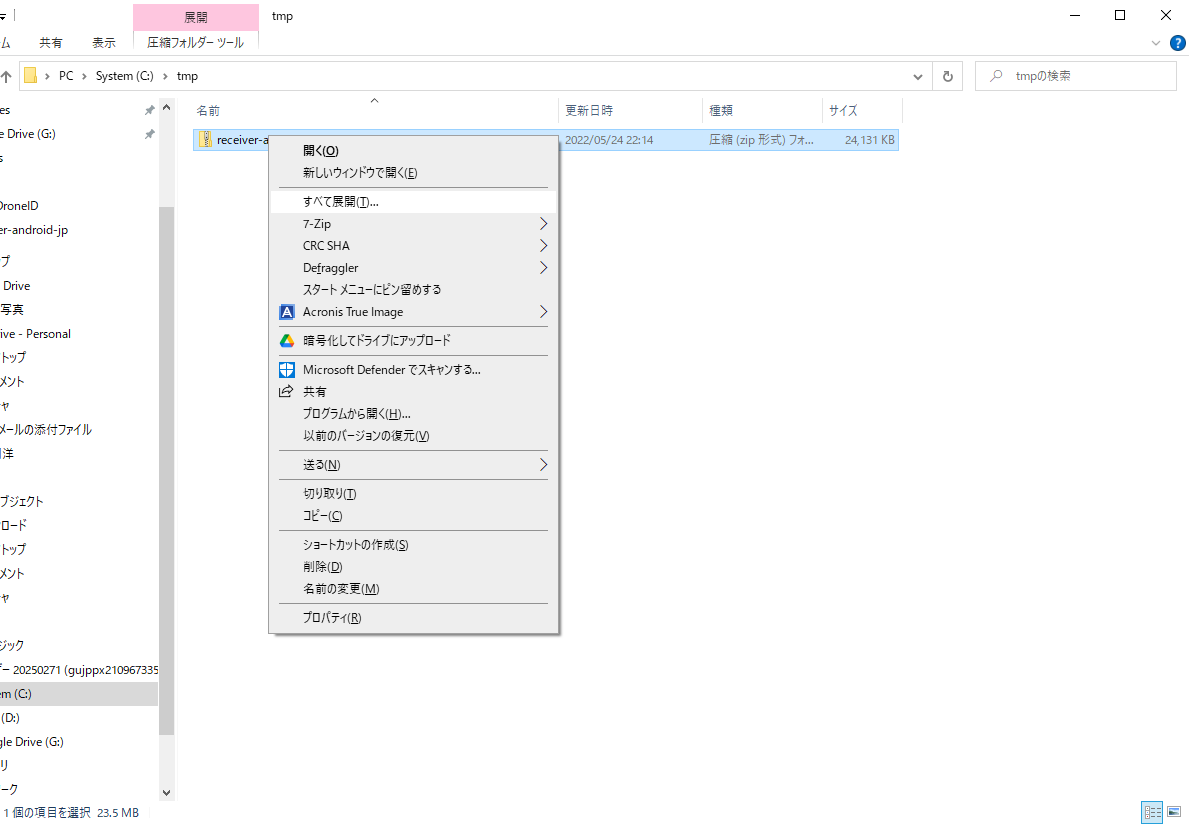 展開
tmp
ム
共有
表示
圧縮フォルダー ツール
PC
System (C:)
tmp
tmpの検索
名前
更新日時
種類
サイズ
receiver-a
2022/05/24 22:14
圧縮 (zip 形式) フォ...
24,131 KB
es
e Drive (G:)
s
DroneID
er-android-jp
ップ
Drive
写真
ive - Personal
トップ
メント
ャ
メールの添付ファイル
洋
ブジェクト
ロード
トップ
メント
ャ
ジック
ダー 20250271 (gujppx210967335
em (C:)
(D:)
gle Drive (G:)
リ
ーク
開く(O)
新しいウィンドウで開く(E)
すべて展開(T)...
7-Zip
CRC SHA
Defraggler
スタート メニューにピン留めする
Acronis True Image
暗号化してドライブにアップロード
Microsoft Defender でスキャンする...
共有
プログラムから開く(H)...
以前のバージョンの復元(V)
送る(N)
切り取り(T)
コピー(C)
ショートカットの作成(S)
削除(D)
名前の変更(M)
プロパティ(R)
1 個の項目を選択 23.5 MB